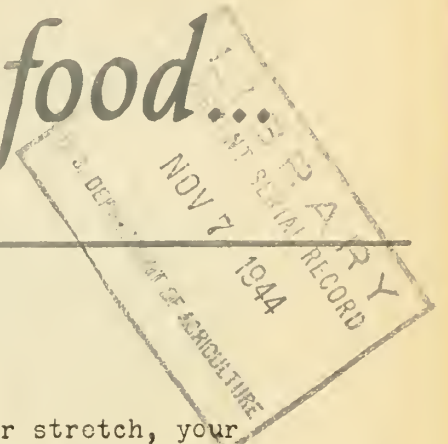 food...
LIBRARY
CURRENT SERIAL RECORD
NOV 7 1944
U. S. DEPARTMENT OF AGRICULTURE
r stretch, your